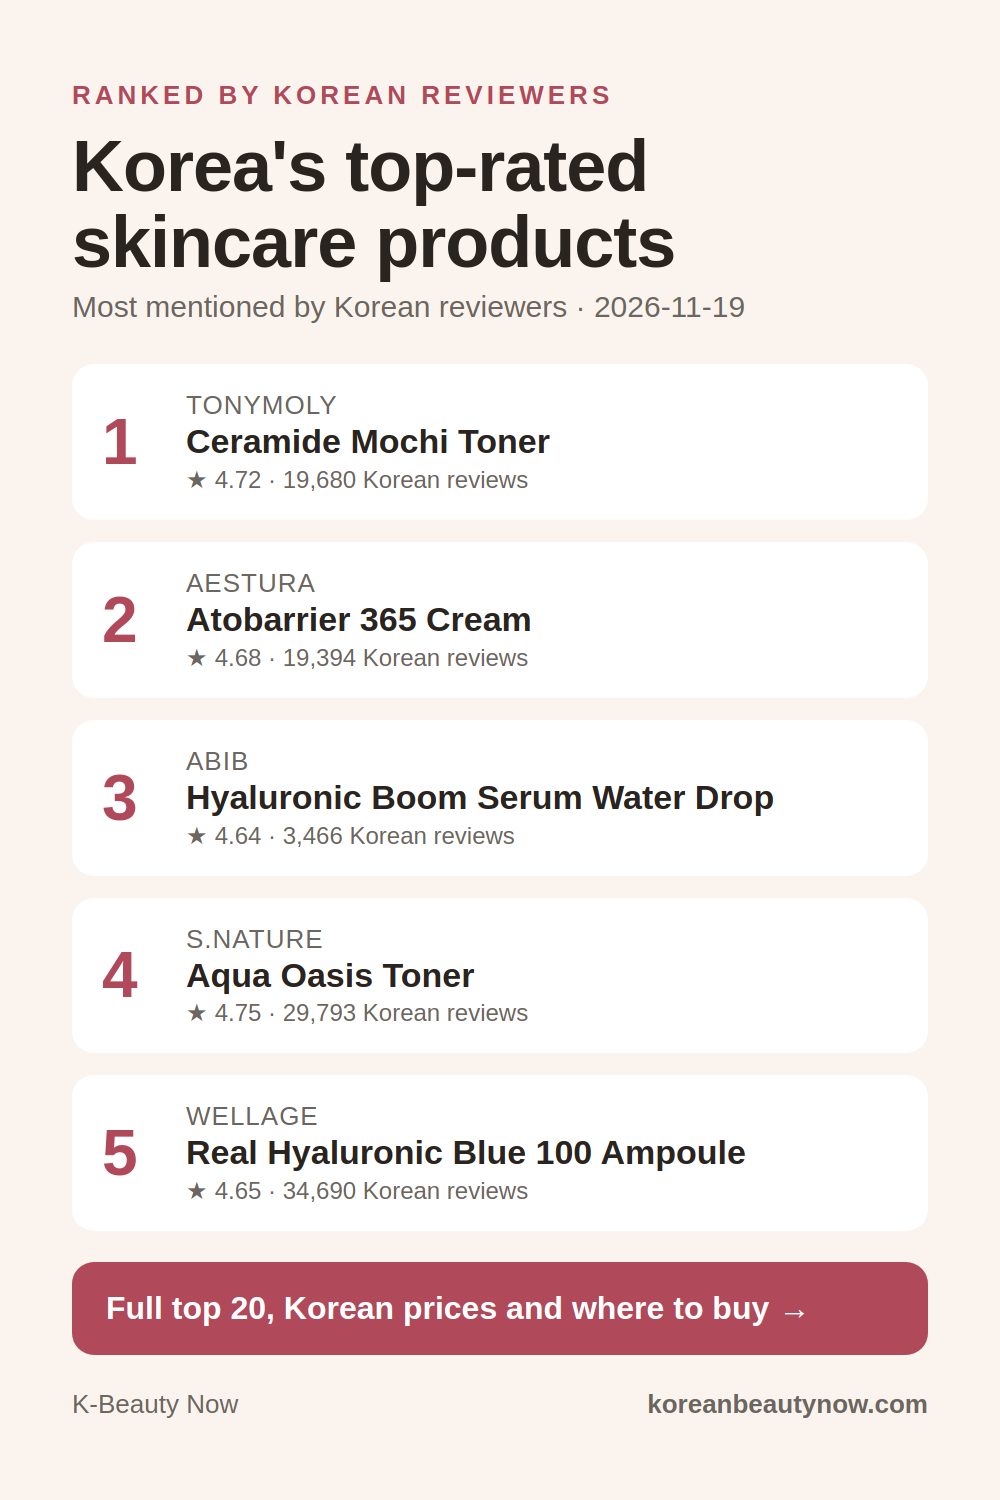 RANKED BY KOREAN REVIEWERS
Korea's top-rated
skincare products
Most mentioned by Korean reviewers · 2026-11-19
1
TONYMOLY
Ceramide Mochi Toner
★ 4.72 · 19,680 Korean reviews
2
AESTURA
Atobarrier 365 Cream
★ 4.68 · 19,394 Korean reviews
3
ABIB
Hyaluronic Boom Serum Water Drop
★ 4.64 · 3,466 Korean reviews
4
S.NATURE
Aqua Oasis Toner
★ 4.75 · 29,793 Korean reviews
5
WELLAGE
Real Hyaluronic Blue 100 Ampoule
★ 4.65 · 34,690 Korean reviews
Full top 20, Korean prices and where to buy →
K-Beauty Now
koreanbeautynow.com